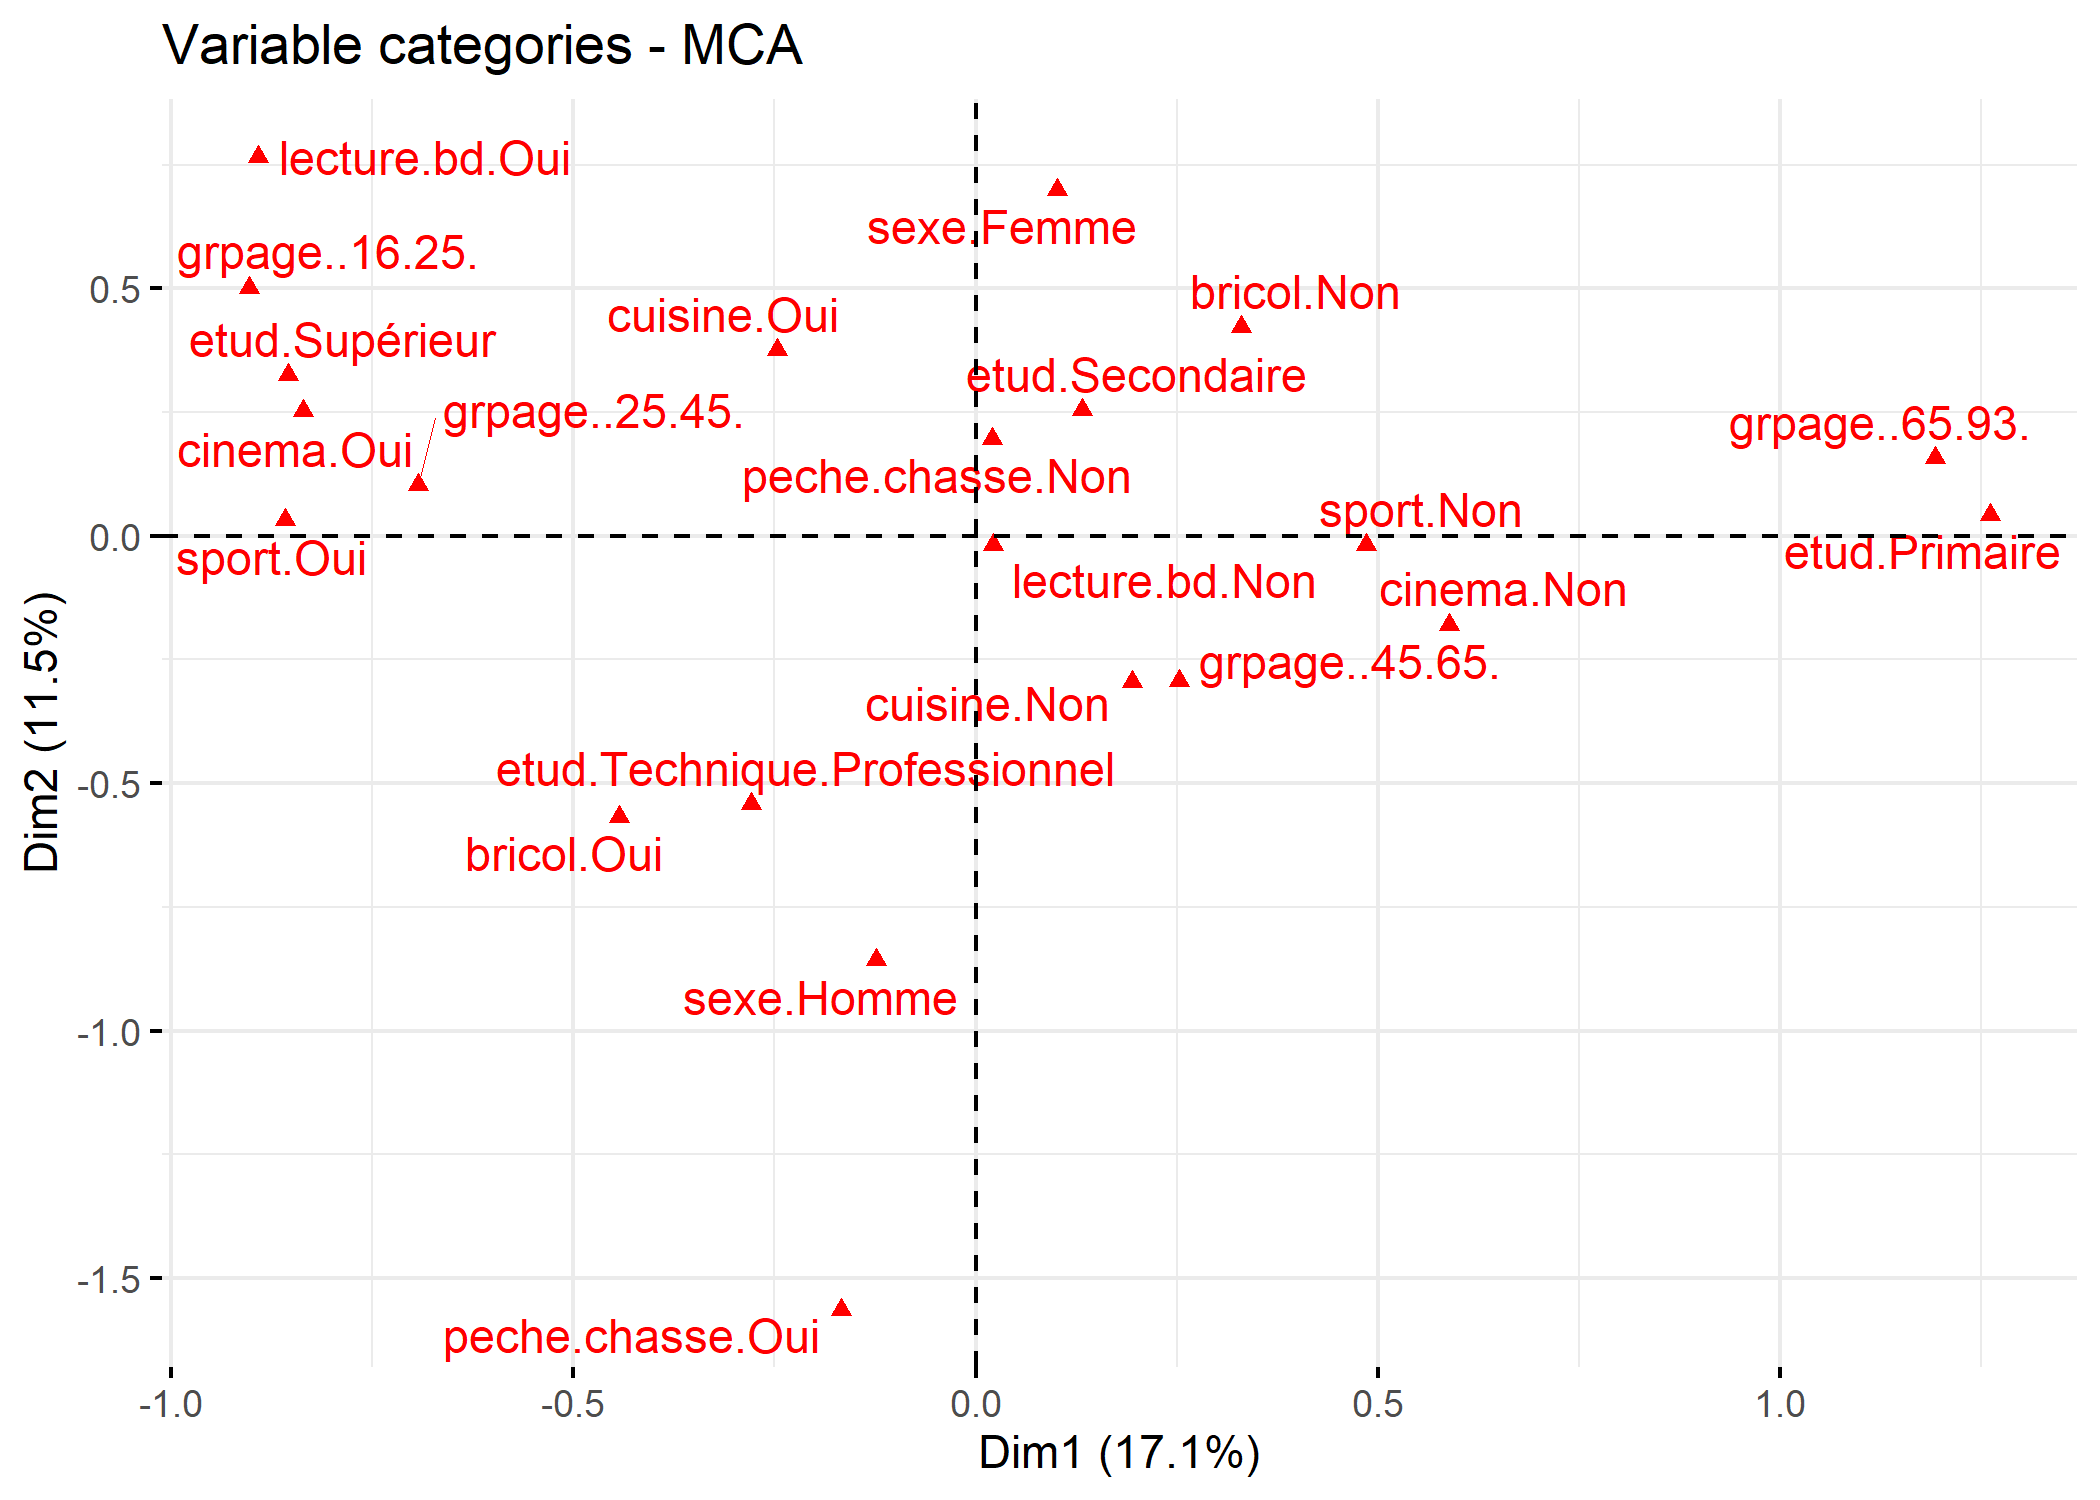 Variable categories - MCA
lecture.bd.Oui
sexe.Femme
grpage..16.25.
bricol.Non
cuisine.Oui
etud.Supérieur
etud.Secondaire
grpage..25.45.
grpage..65.93.
cinema.Oui
peche.chasse.Non
sport.Non
sport.Oui
etud.Primaire
lecture.bd.Non
cinema.Non
grpage..45.65.
cuisine.Non
etud.Technique.Professionnel
bricol.Oui
sexe.Homme
peche.chasse.Oui
0.5
0.0
-0.5
-1.0
-1.5
Dim2 (11.5%)
-1.0
-0.5
0.0
0.5
1.0
Dim1 (17.1%)